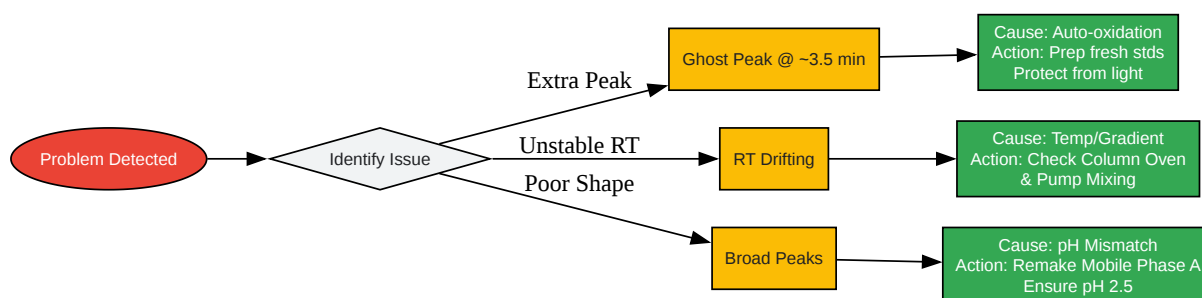 Problem Detected
Identify Issue
Extra Peak
Unstable RT
Poor Shape
Ghost Peak @ ~3.5 min
RT Drifting
Broad Peaks
Cause: Auto-oxidation
Action: Prep fresh stds
Protect from light
Cause: Temp/Gradient
Action: Check Column Oven
& Pump Mixing
Cause: pH Mismatch
Action: Remake Mobile Phase A
Ensure pH 2.5